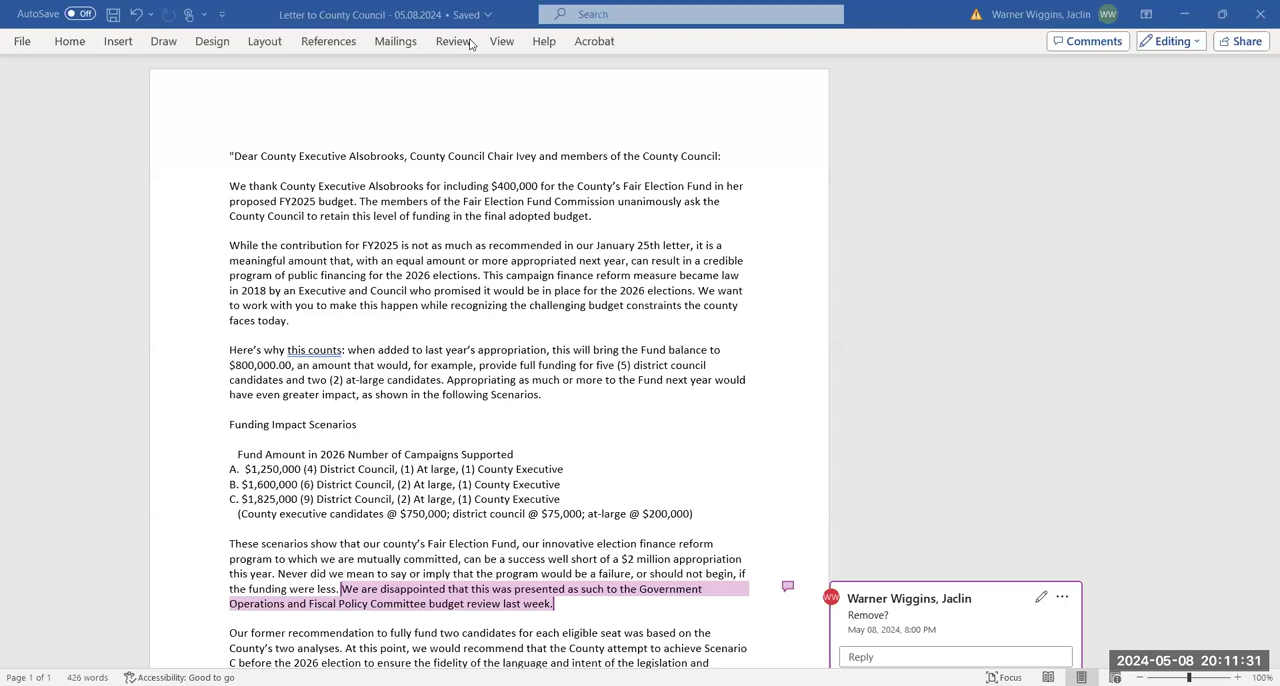 AutoSave Off Letter to County Council - 05.08.2024 • Saved Search Warner Wiggins, Jaclin WW
File Home Insert Draw Design Layout References Mailings Review View Help Acrobat Comments Editing Share
"Dear County Executive Alsobrooks, County Council Chair Ivey and members of the County Council:
We thank County Executive Alsobrooks for including $400,000 for the County's Fair Election Fund in her
proposed FY2025 budget. The members of the Fair Election Fund Commission unanimously ask the
County Council to retain this level of funding in the final adopted budget.
While the contribution for FY2025 is not as much as recommended in our January 25th letter, it is a
meaningful amount that, with an equal amount or more appropriated next year, can result in a credible
program of public financing for the 2026 elections. This campaign finance reform measure became law
in 2018 by an Executive and Council who promised it would be in place for the 2026 elections. We want
to work with you to make this happen while recognizing the challenging budget constraints the county
faces today.
Here's why this counts: when added to last year's appropriation, this will bring the Fund balance to
$800,000.00, an amount that would, for example, provide full funding for five (5) district council
candidates and two (2) at-large candidates. Appropriating as much or more to the Fund next year would
have even greater impact, as shown in the following Scenarios.
Funding Impact Scenarios
Fund Amount in 2026 Number of Campaigns Supported
A. $1,250,000 (4) District Council, (1) At large, (1) County Executive
B. $1,600,000 (6) District Council, (2) At large, (1) County Executive
C. $1,825,000 (9) District Council, (2) At large, (1) County Executive
(County executive candidates @ $750,000; district council @ $75,000; at-large @ $200,000)
These scenarios show that our county's Fair Election Fund, our innovative election finance reform
program to which we are mutually committed, can be a success well short of a $2 million appropriation
this year. Never did we mean to say or imply that the program would be a failure, or should not begin, if
the funding were less. We are disappointed that this was presented as such to the Government
Operations and Fiscal Policy Committee budget review last week.
Our former recommendation to fully fund two candidates for each eligible seat was based on the
County's two analyses. At this point, we would recommend that the County attempt to achieve Scenario
C before the 2026 election to ensure the fidelity of the language and intent of the legislation and
WW Warner Wiggins, Jaclin
Remove?
May 08, 2024, 8:00 PM
Reply
2024-05-08 20:11:31
Page 1 of 1 426 words Accessibility: Good to go Focus 100%